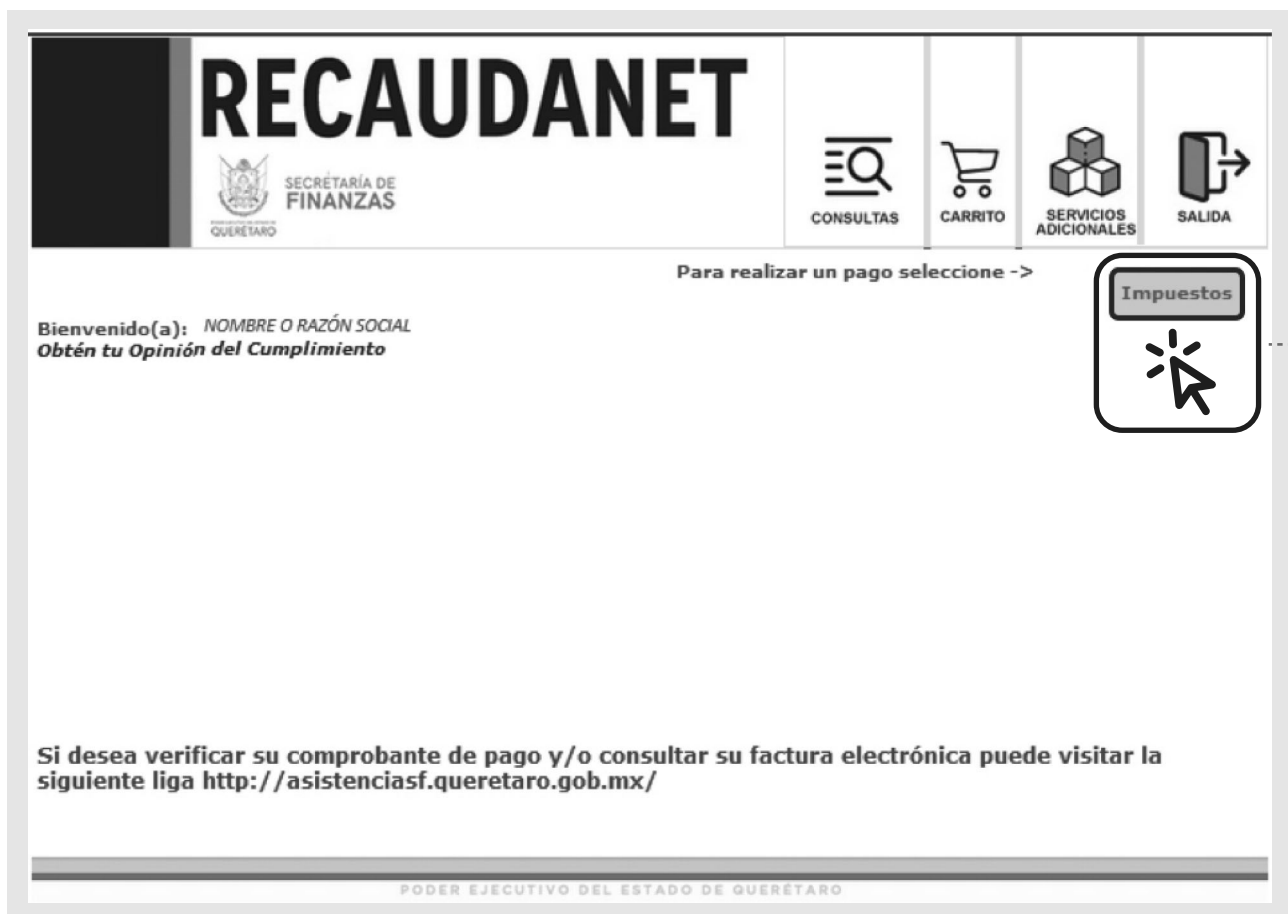 RECAUDANET
SECRETARÍA DE
FINANZAS
QUERÉTARO
CONSULTAS
CARRITO
SERVICIOS
ADICIONALES
SALIDA
Para realizar un pago seleccione ->
Impuestos
Bienvenido(a): NOMBRE O RAZÓN SOCIAL
Obtén tu Opinión del Cumplimiento
Si desea verificar su comprobante de pago y/o consultar su factura electrónica puede visitar la
siguiente liga http://asistenciasf.queretaro.gob.mx/
PODER EJECUTIVO DEL ESTADO DE QUERÉTARO